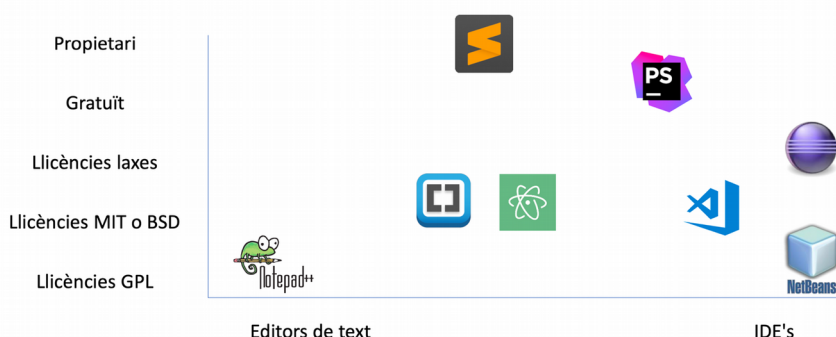 Propietari
Gratuït
Llicències laxes
Llicències MIT o BSD
Llicències GPL
PS
Notepad++
NetBeans
Editors de text
IDE's